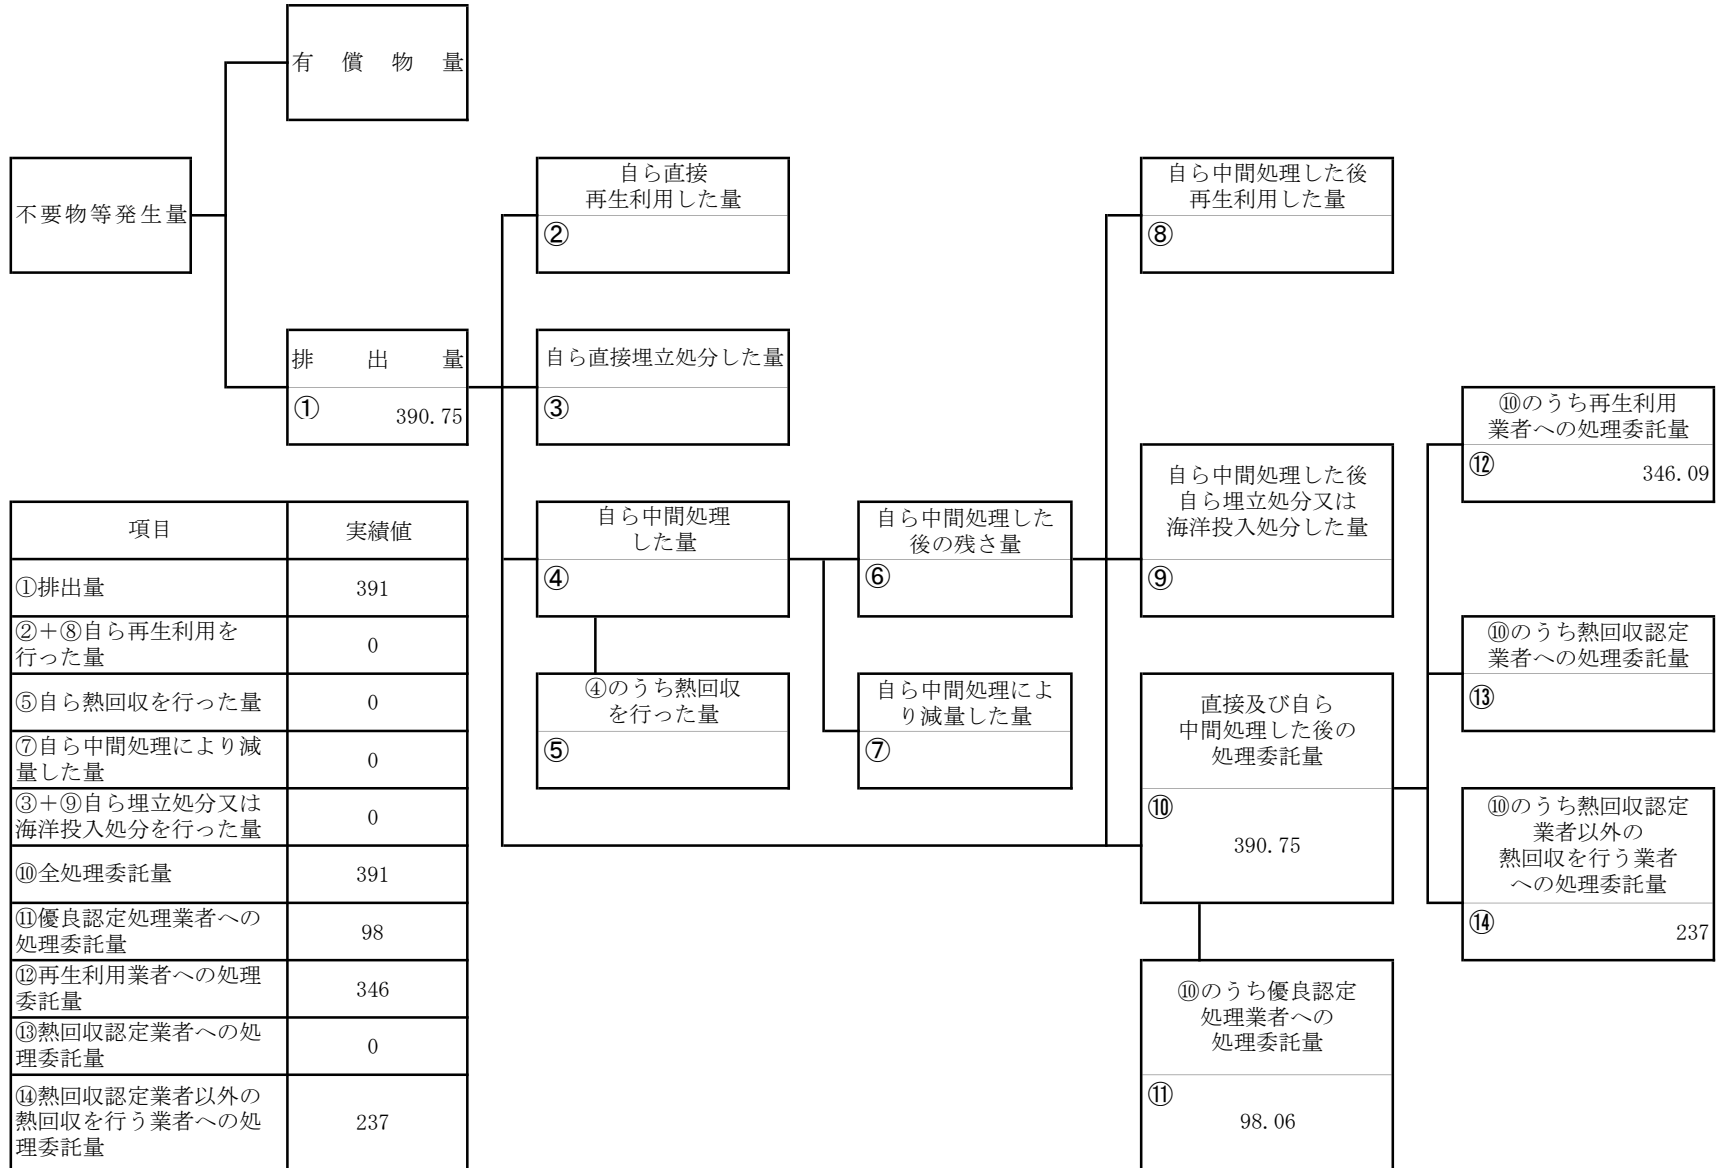 有償物量
不要物等発生量
排出量
① 390.75
自ら直接
再生利用した量
②
自ら直接埋立処分した量
③
自ら中間処理
した量
④
④のうち熱回収
を行った量
⑤
自ら中間処理した
後の残さ量
⑥
自ら中間処理によ
り減量した量
⑦
自ら中間処理した後
再生利用した量
⑧
自ら中間処理した後
自ら埋立処分又は
海洋投入処分した量
⑨
直接及び自ら
中間処理した後の
処理委託量
⑩
390.75
⑩のうち優良認定
処理業者への
処理委託量
⑪
98.06
⑩のうち再生利用
業者への処理委託量
⑫ 346.09
⑩のうち熱回収認定
業者への処理委託量
⑬
⑩のうち熱回収認定
業者以外の
熱回収を行う業者
への処理委託量
⑭ 237
項目 実績値
①排出量 391
②+⑧自ら再生利用を
行った量 0
⑤自ら熱回収を行った量 0
⑦自ら中間処理により減
量した量 0
③+⑨自ら埋立処分又は
海洋投入処分を行った量 0
⑩全処理委託量 391
⑪優良認定処理業者への
処理委託量 98
⑫再生利用業者への処理
委託量 346
⑬熱回収認定業者への処
理委託量 0
⑭熱回収認定業者以外の
熱回収を行う業者への処
理委託量 237